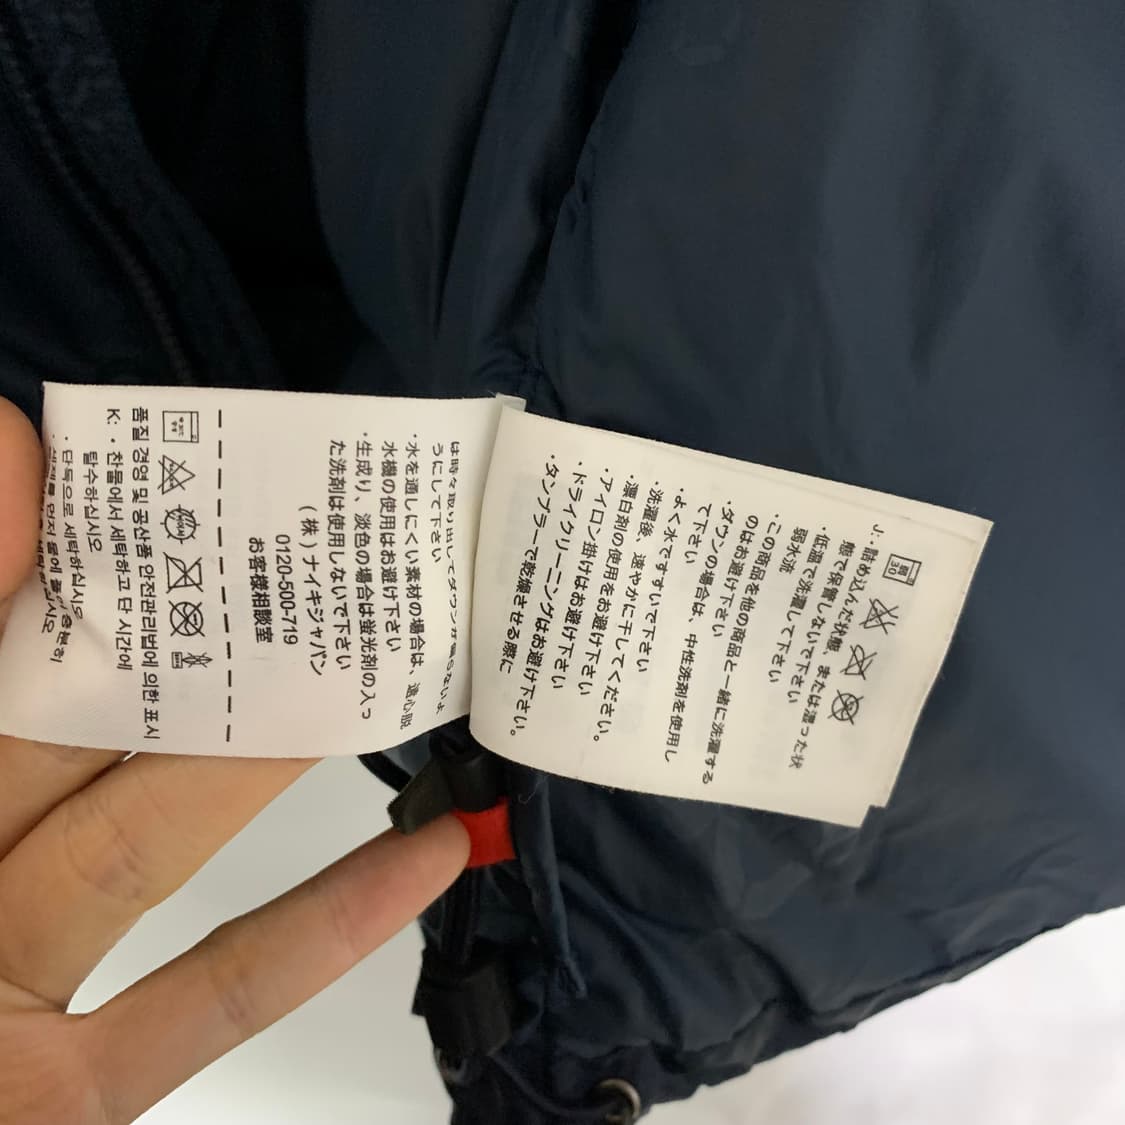 J: ・詰め込んだ状態、または湿った状
態で保管しないで下さい
・低温で洗濯して下さい
弱水流
・この商品を他の商品と一緒に洗濯する
のはお避け下さい
・ダウンの場合は、中性洗剤を使用し
て下さい
・よく水ですすいで下さい
・洗濯後、速やかに干してください。
・漂白剤の使用をお避け下さい
・アイロン掛けはお避け下さい
・ドライクリーニングはお避け下さい。
・タンブラーで乾燥させる際に
は時々取り出してダウンが偏らないよ
うにして下さい
・水を通しにくい素材の場合は、遠心脱
水機の使用はお避け下さい
・生成り、淡色の場合は蛍光剤の入っ
た洗剤は使用しないで下さい
(株)ナイキジャパン
0120-500-719
お客様相談室
품질 경영 및 공산품 안전관리법에 의한 표시
K: ・찬물에서 세탁하고 단 시간에
탈수하십시오
・단독으로 세탁하십시오